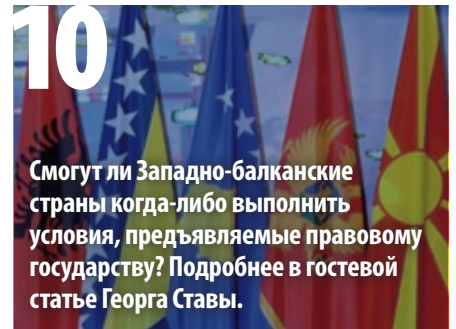 10
Смогут ли Западно-балканские
страны когда-либо выполнить
условия, предъявляемые правовому
государству? Подробнее в гостевой
статье Георга Ставы.